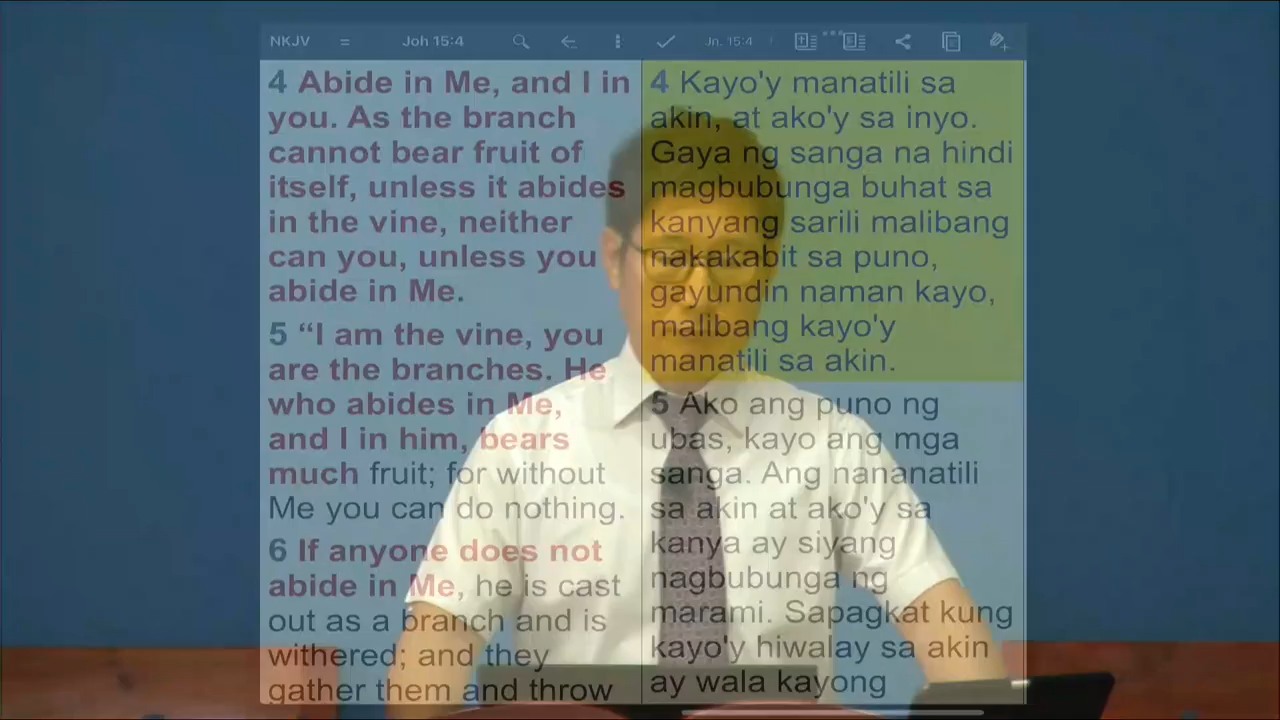 NKJV = Joh 15:4
4 Abide in Me, and I in
you. As the branch
cannot bear fruit of
itself, unless it abides
in the vine, neither
can you, unless you
abide in Me.
5 “I am the vine, you
are the branches. He
who abides in Me,
and I in him, bears
much fruit; for without
Me you can do nothing.
6 If anyone does not
abide in Me, he is cast
out as a branch and is
withered; and they
gather them and throw
Jn. 15:4
4 Kayo'y manatili sa
akin, at ako'y sa inyo.
Gaya ng sanga na hindi
magbubunga buhat sa
kanyang sarili malibang
nakakabit sa puno,
gayundin naman kayo,
malibang kayo'y
manatili sa akin.
5 Ako ang puno ng
ubas, kayo ang mga
sanga. Ang nananatili
sa akin at ako'y sa
kanya ay siyang
nagbubunga ng
marami. Sapagkat kung
kayo'y hiwalay sa akin
ay wala kayong